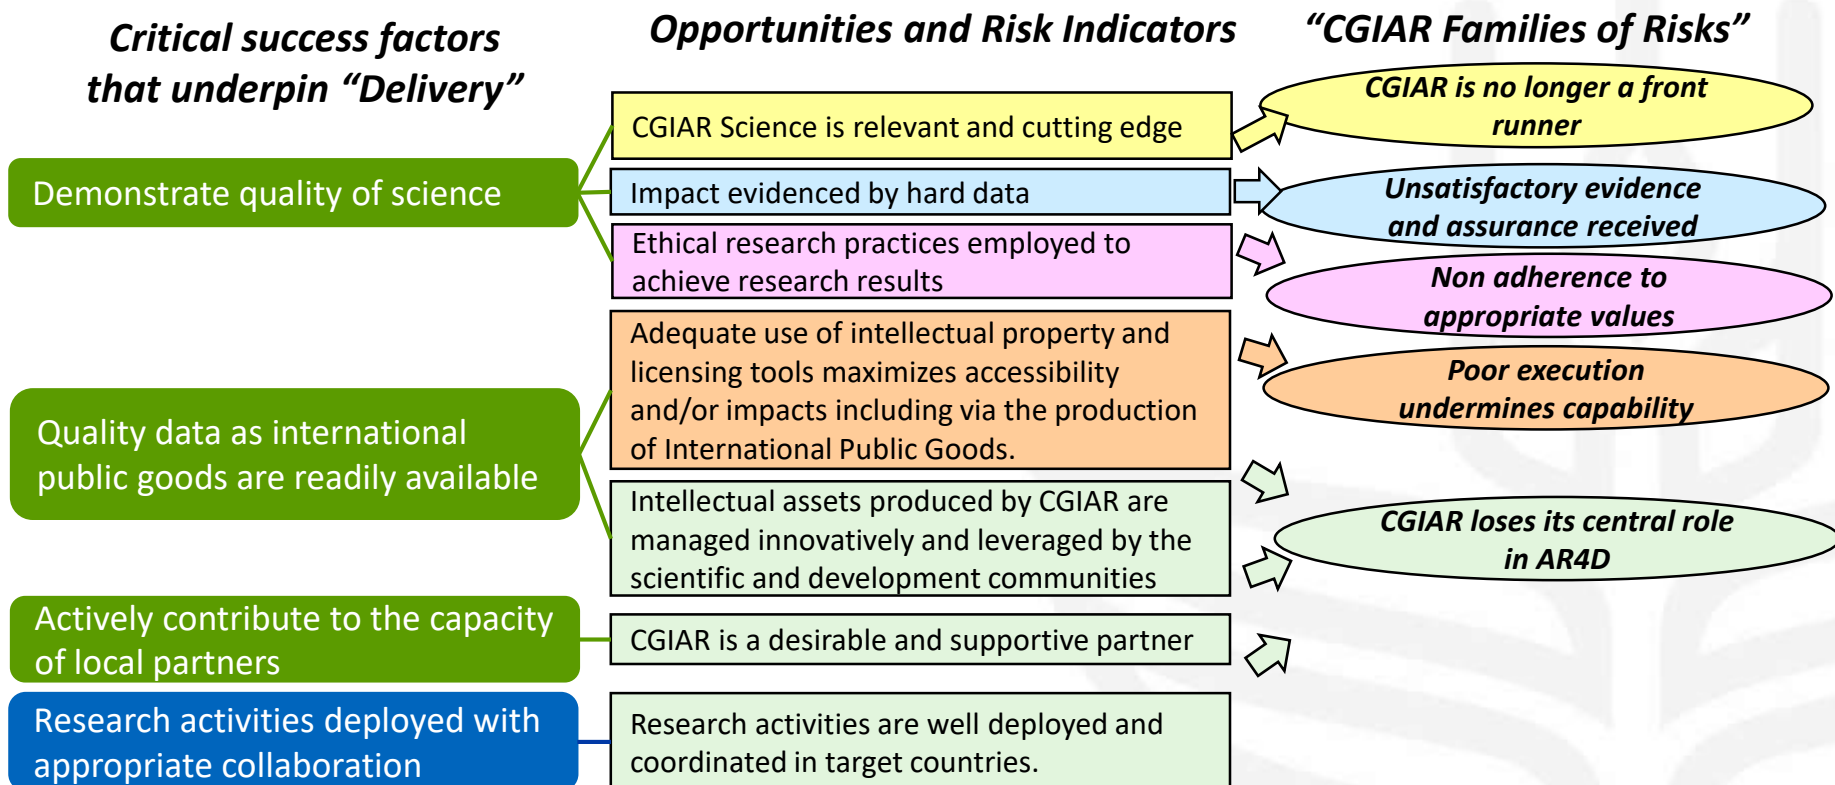 Critical success factors
that underpin “Delivery”
Opportunities and Risk Indicators
“CGIAR Families of Risks”
Demonstrate quality of science
CGIAR Science is relevant and cutting edge
CGIAR is no longer a front
runner
Impact evidenced by hard data
Unsatisfactory evidence
and assurance received
Ethical research practices employed to
achieve research results
Non adherence to
appropriate values
Quality data as international
public goods are readily available
Adequate use of intellectual property and
licensing tools maximizes accessibility
and/or impacts including via the production
of International Public Goods.
Poor execution
undermines capability
Intellectual assets produced by CGIAR are
managed innovatively and leveraged by the
scientific and development communities
CGIAR loses its central role
in AR4D
Actively contribute to the capacity
of local partners
CGIAR is a desirable and supportive partner
Research activities deployed with
appropriate collaboration
Research activities are well deployed and
coordinated in target countries.